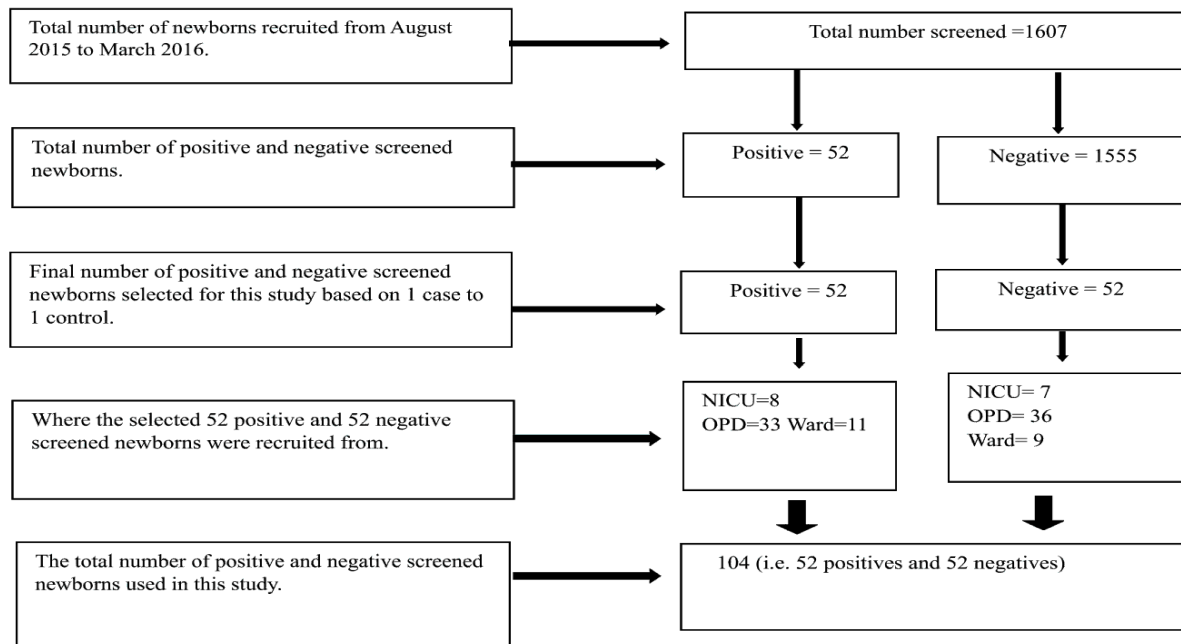 Total number of newborns recruited from August
2015 to March 2016.
Total number screened =1607
Total number of positive and negative screened
newborns.
Positive = 52
Negative = 1555
Final number of positive and negative screened
newborns selected for this study based on 1 case to
1 control.
Positive = 52
Negative = 52
Where the selected 52 positive and 52 negative
screened newborns were recruited from.
NICU=8
OPD=33 Ward=11
NICU= 7
OPD= 36
Ward= 9
The total number of positive and negative screened
newborns used in this study.
104 (i.e. 52 positives and 52 negatives)